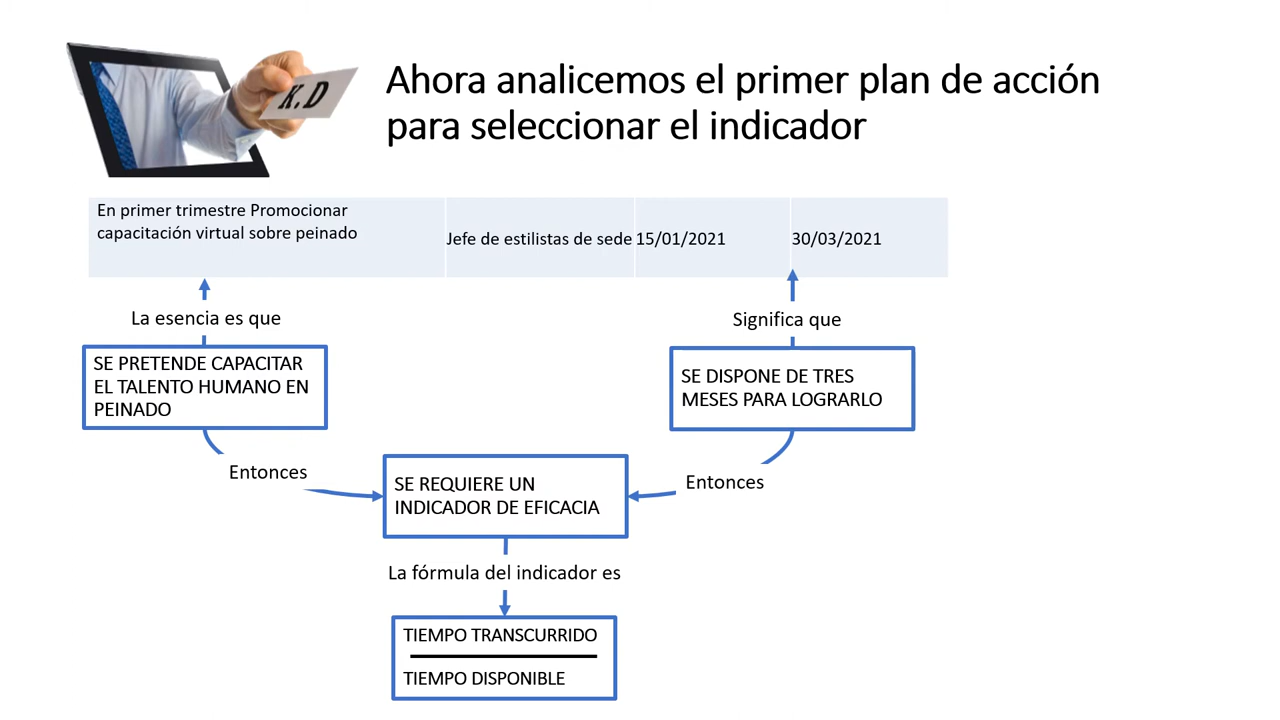 K.D
Ahora analicemos el primer plan de acción
para seleccionar el indicador
En primer trimestre Promocionar
capacitación virtual sobre peinado
Jefe de estilistas de sede
15/01/2021
30/03/2021
La esencia es que
Significa que
SE PRETENDE CAPACITAR
EL TALENTO HUMANO EN
PEINADO
SE DISPONE DE TRES
MESES PARA LOGRARLO
Entonces
Entonces
SE REQUIERE UN
INDICADOR DE EFICACIA
La fórmula del indicador es
TIEMPO TRANSCURRIDO
TIEMPO DISPONIBLE